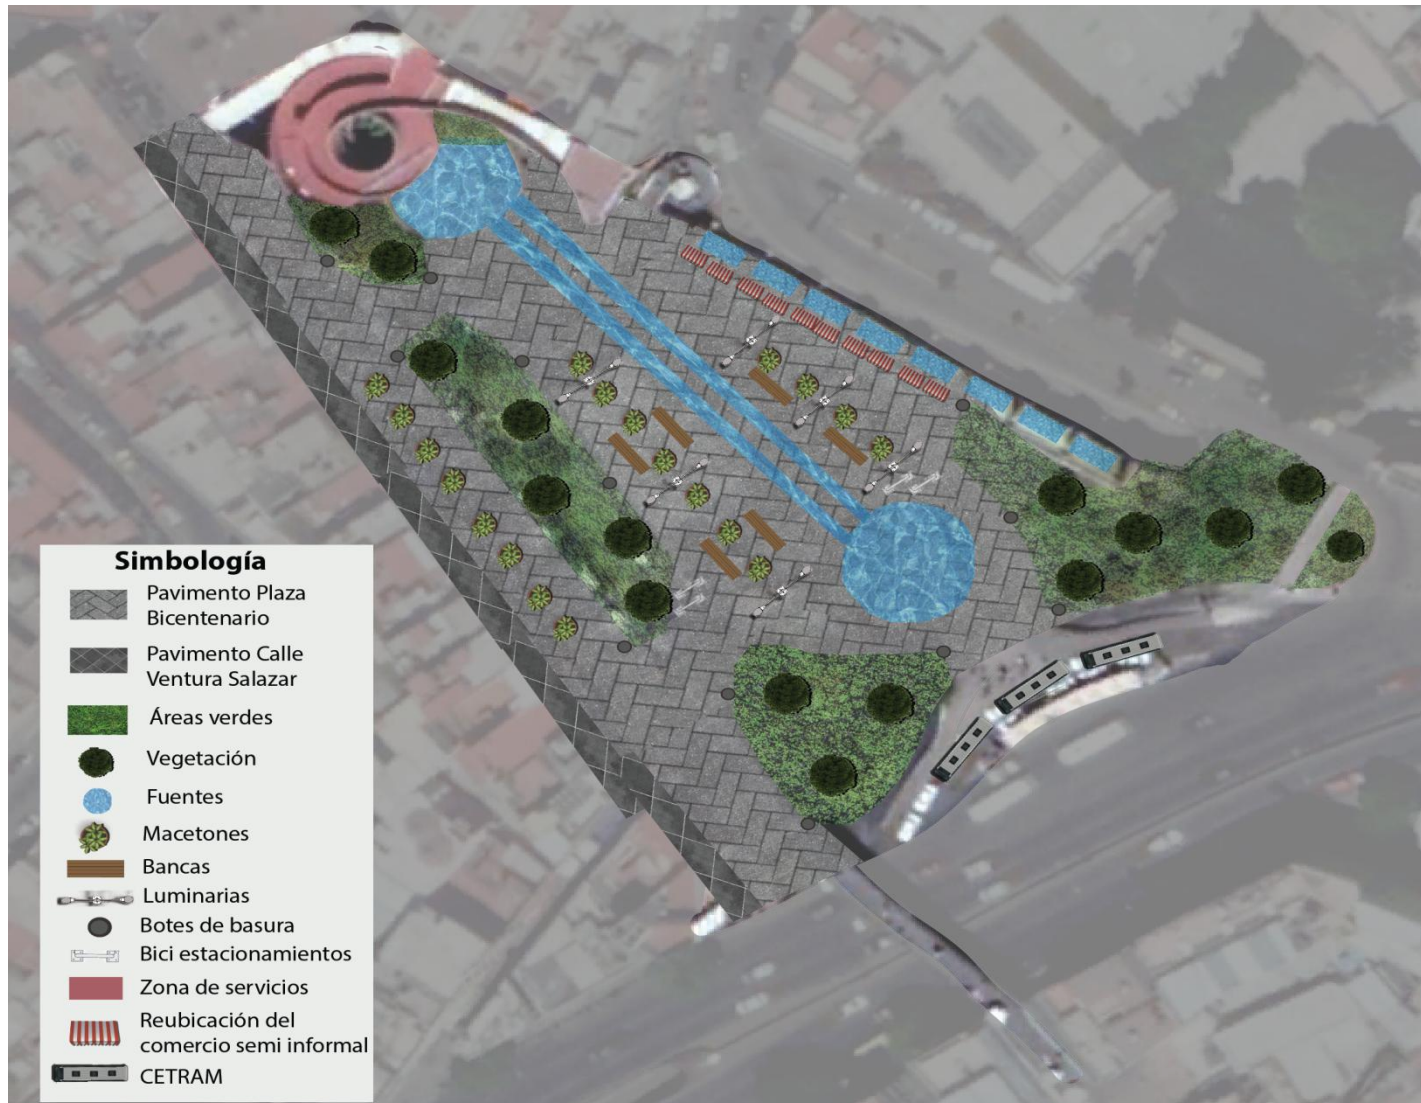 Simbología
Pavimento Plaza
Bicentenario
Pavimento Calle
Ventura Salazar
Áreas verdes
Vegetación
Fuentes
Macetones
Bancas
Luminarias
Botes de basura
Bici estacionamientos
Zona de servicios
Reubicación del
comercio semi informal
CETRAM